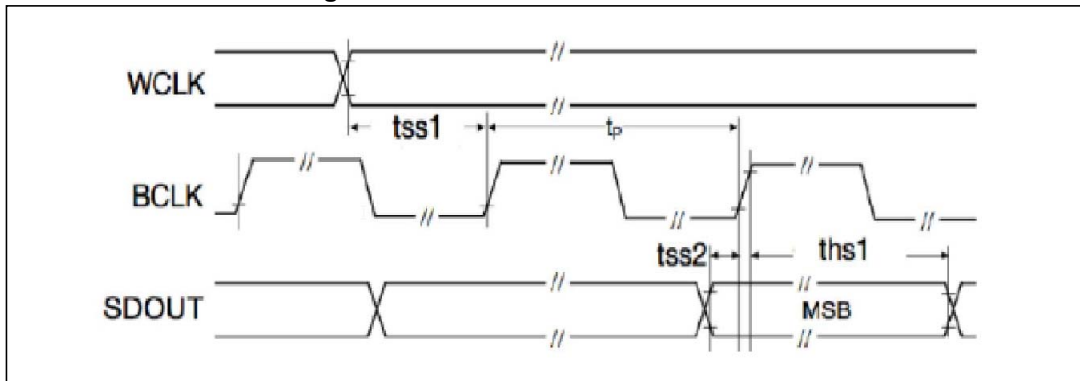 WCLK
tss1
tp
BCLK
tss2
ths1
SDOUT
MSB